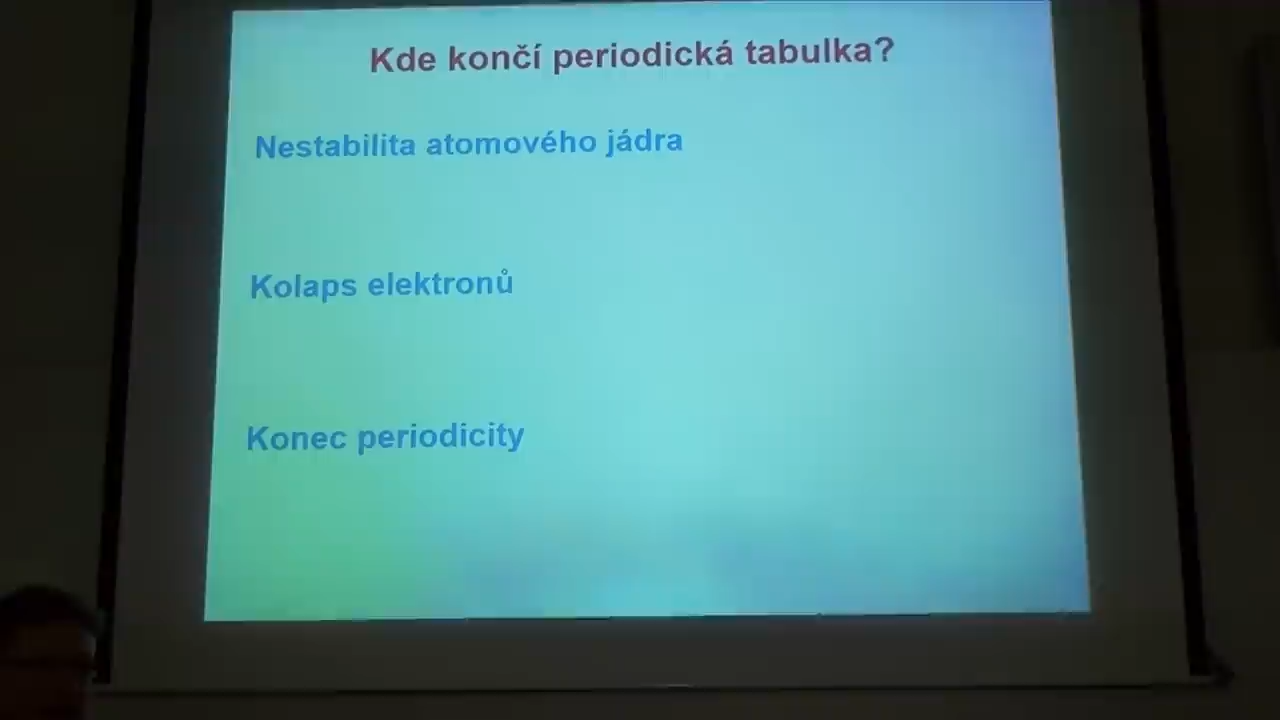 Kde končí periodická tabulka?
Nestabilita atomového jádra
Kolaps elektronů
Konec periodicity